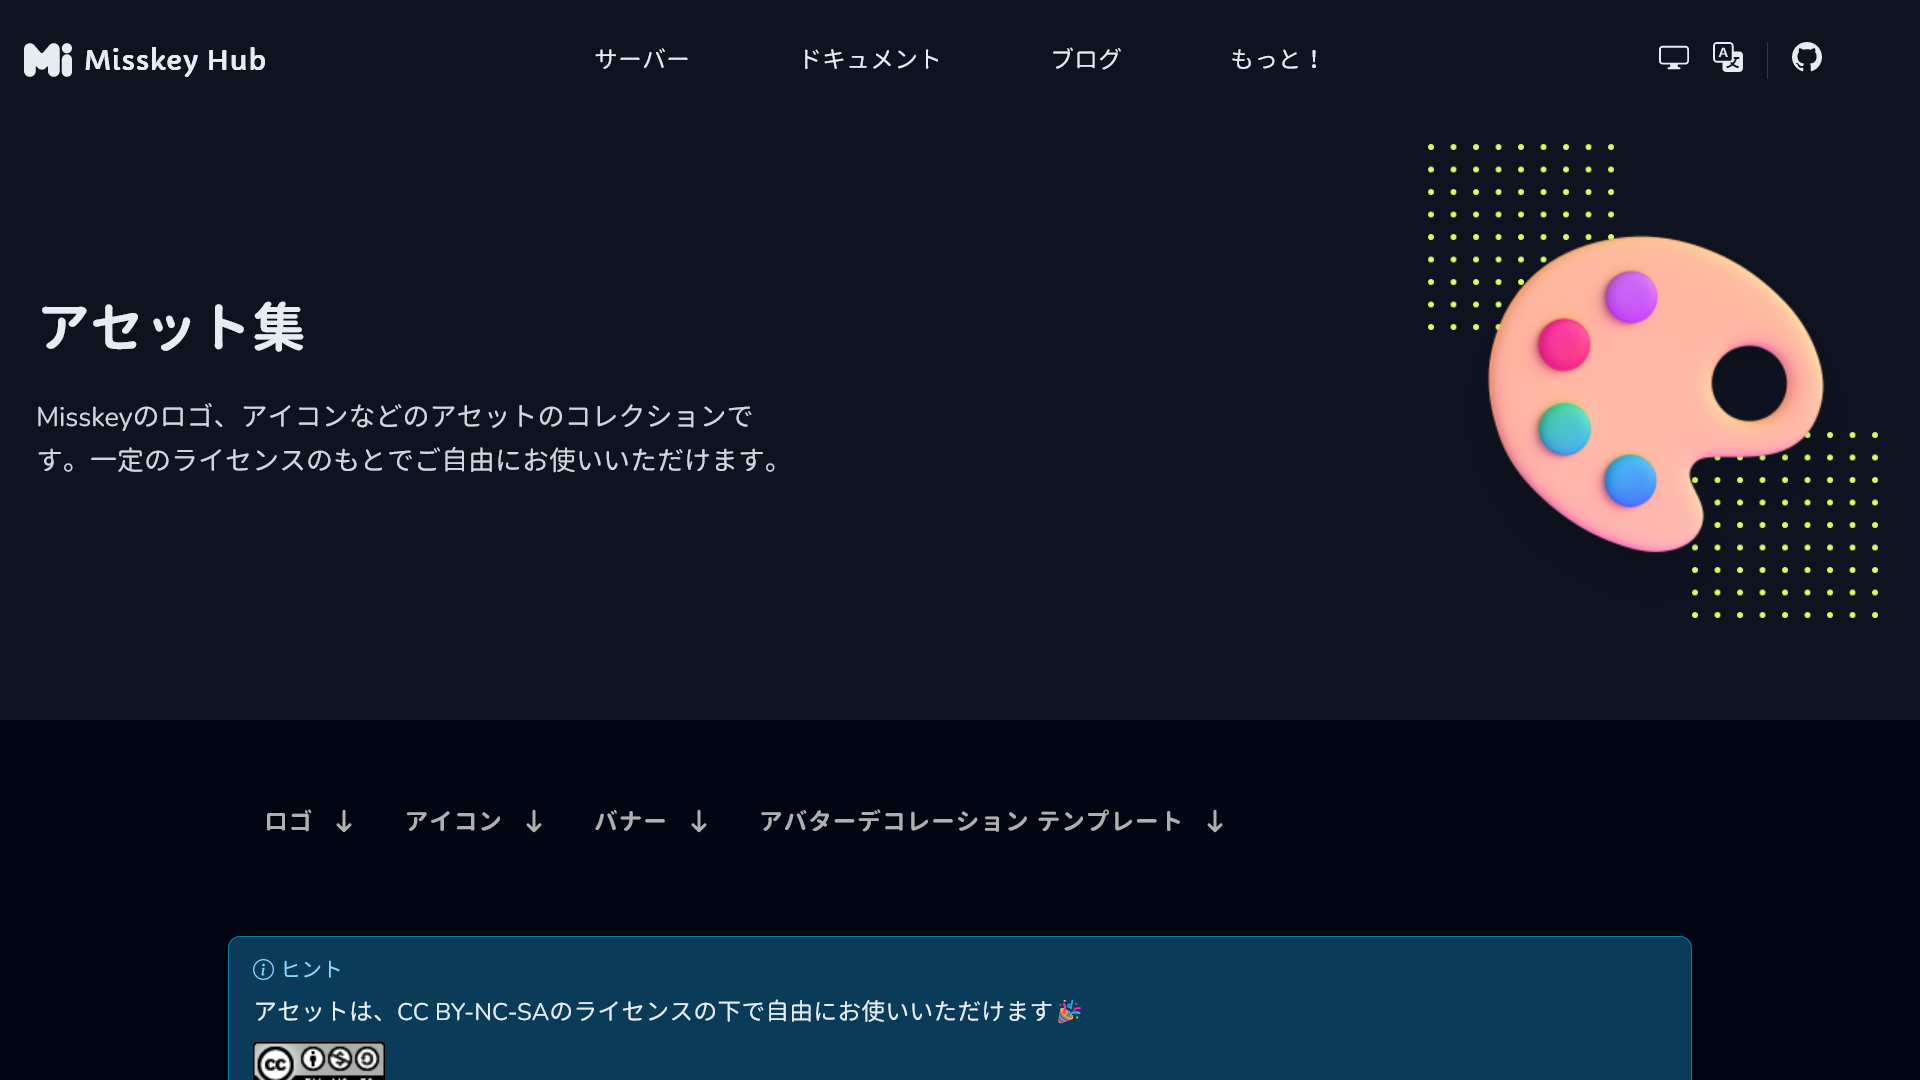 Misskey Hub
サーバー
ドキュメント
ブログ
もっと！
アセット集
Misskeyのロゴ、アイコンなどのアセットのコレクションで
す。一定のライセンスのもとでご自由にお使いいただけます。
ロゴ ↓
アイコン ↓
バナー ↓
アバターデコレーション テンプレート ↓
ヒント
アセットは、CC BY-NC-SAのライセンスの下で自由にお使いいただけます🎉
cc